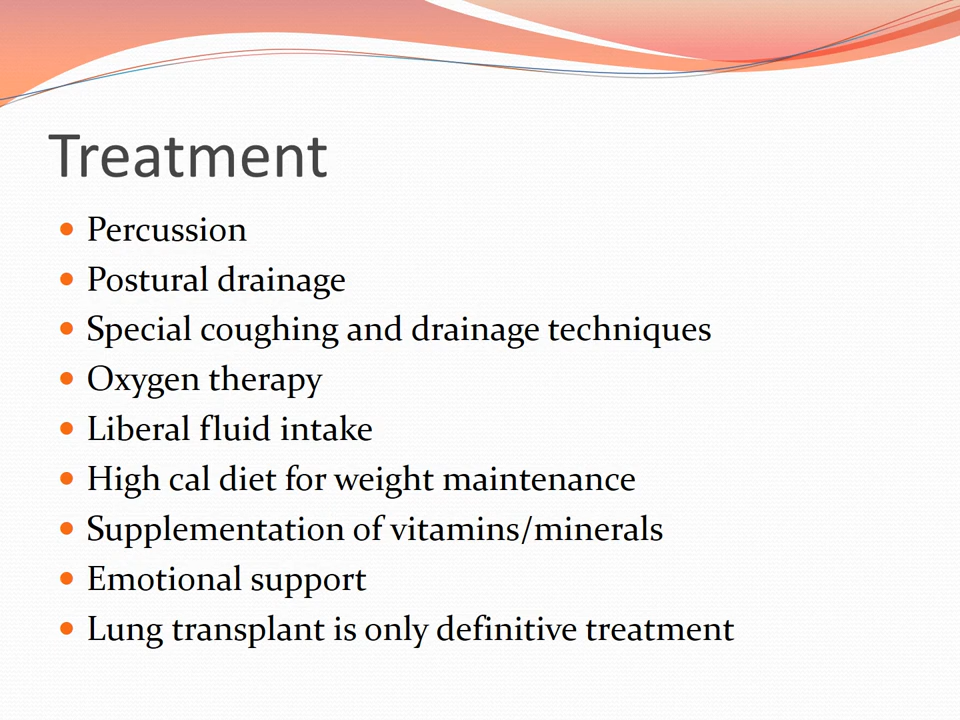 Treatment
Percussion
Postural drainage
Special coughing and drainage techniques
Oxygen therapy
Liberal fluid intake
High cal diet for weight maintenance
Supplementation of vitamins/minerals
Emotional support
Lung transplant is only definitive treatment